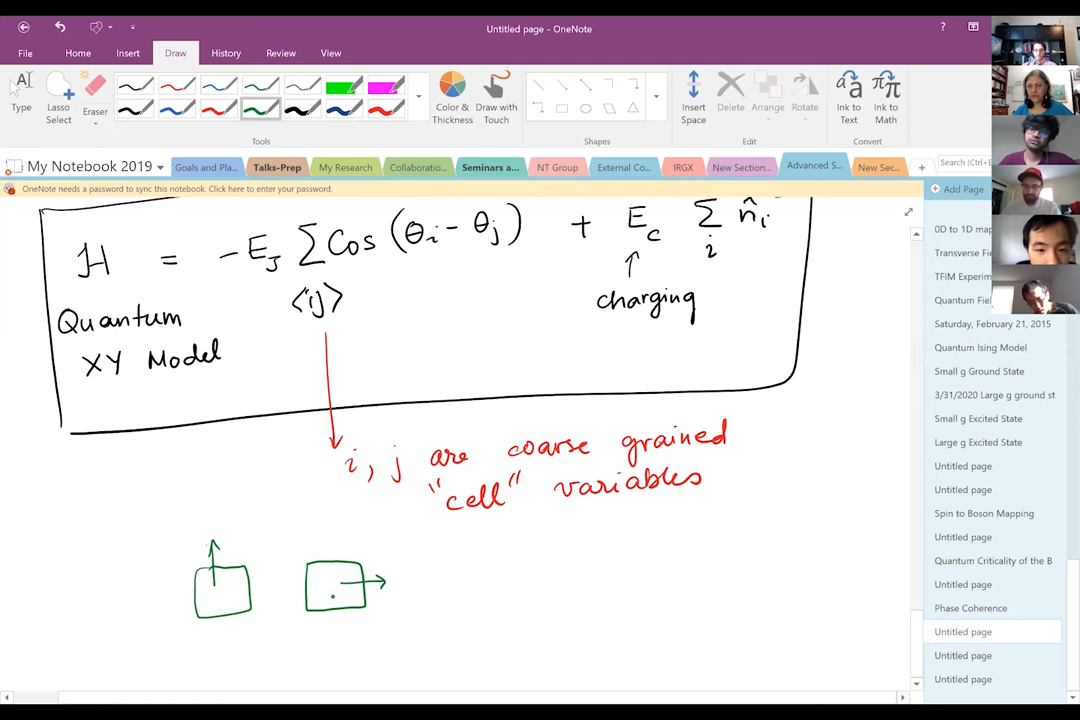 Untitled page - OneNote
?
File Home Insert Draw History Review View
Type
Lasso Select
Eraser
Color & Thickness
Draw with Touch
Insert Space
Delete
Arrange
Rotate
Ink to Text
Ink to Math
Tools
Shapes
Edit
Convert
My Notebook 2019
Goals and Pla...
Talks-Prep
My Research
Collaboratio...
Seminars a...
NT Group
External Co...
IRGX
New Section...
Advanced S...
New Sec...
Search (Ctrl+E
OneNote needs a password to sync this notebook. Click here to enter your password.
Add Page
H = -E_J Σ Cos (θi - θj) + Ec Σ n̂i
<ij>
i
charging
Quantum
XY Model
i, j are coarse grained
"cell" variables
0D to 1D map
Transverse F
TFIM Experim
Quantum Fiel
Saturday, February 21, 2015
Quantum Ising Model
Small g Ground State
3/31/2020 Large g ground st
Small g Excited State
Large g Excited State
Untitled page
Untitled page
Spin to Boson Mapping
Untitled page
Quantum Criticality of the B
Untitled page
Phase Coherence
Untitled page
Untitled page
Untitled page